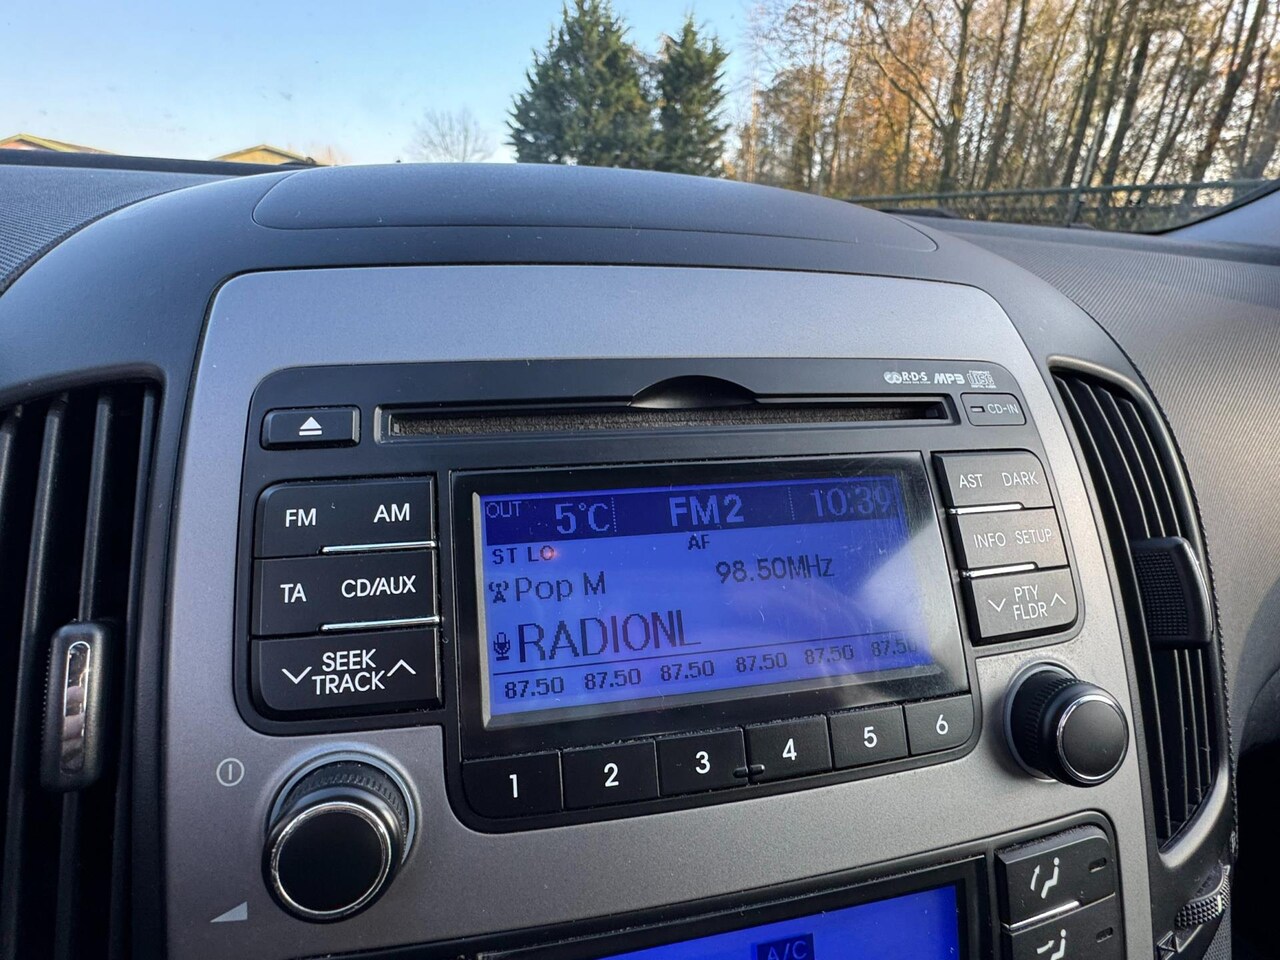 R·D·S MP3
CD-IN
FM AM
TA CD/AUX
SEEK
TRACK
OUT 5°C FM2 10:39
ST LO AF
Pop M 98.50MHz
RADIONL
87.50 87.50 87.50 87.50 87.50 87.50
AST DARK
INFO SETUP
PTY
FLDR
1 2 3 4 5 6
A/C